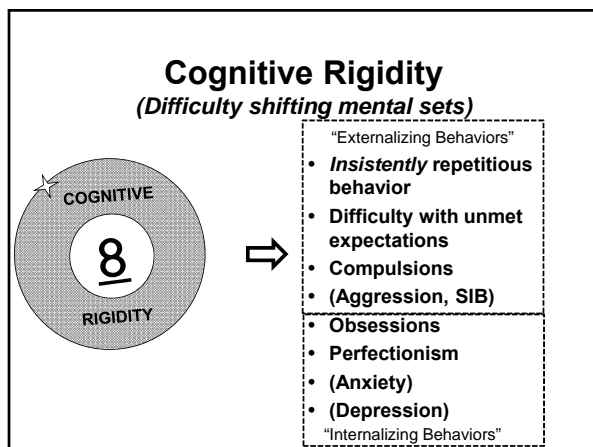 Cognitive Rigidity
(Difficulty shifting mental sets)
COGNITIVE
8
RIGIDITY
“Externalizing Behaviors”
• Insistently repetitious
behavior
• Difficulty with unmet
expectations
• Compulsions
• (Aggression, SIB)
• Obsessions
• Perfectionism
• (Anxiety)
• (Depression)
“Internalizing Behaviors”